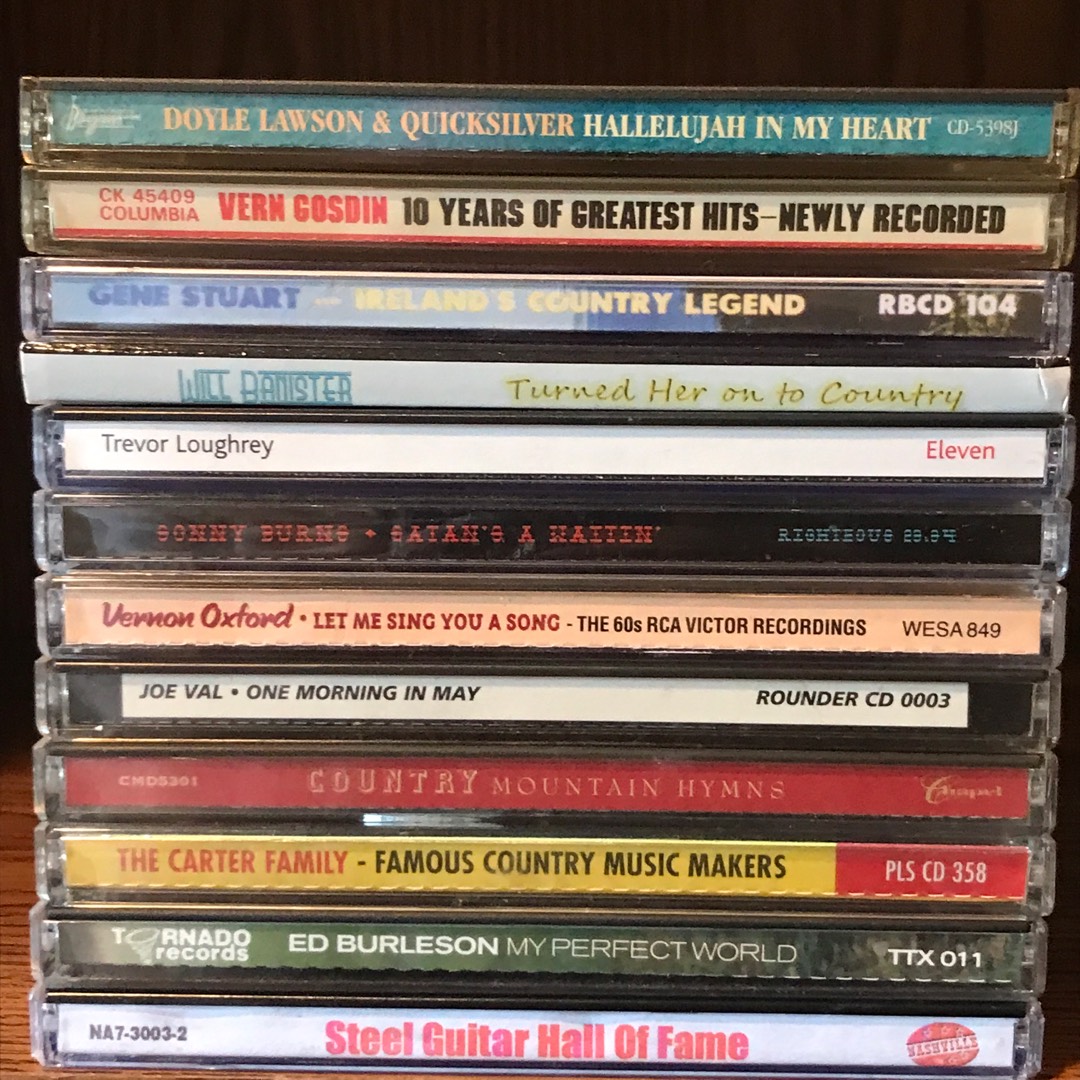 DOYLE LAWSON & QUICKSILVER HALLELUJAH IN MY HEART CD-5398J
CK 45409
COLUMBIA
VERN GOSDIN 10 YEARS OF GREATEST HITS-NEWLY RECORDED
GENE STUART - IRELAND'S COUNTRY LEGEND RBCD 104
WILL BANISTER Turned Her on to Country
Trevor Loughrey Eleven
SONNY BURNS + SATAN'S A WAITIN' RIGHTEOUS 23.94
Vernon Oxford • LET ME SING YOU A SONG - THE 60s RCA VICTOR RECORDINGS WESA 849
JOE VAL • ONE MORNING IN MAY ROUNDER CD 0003
CMD5301 COUNTRY MOUNTAIN HYMNS
THE CARTER FAMILY - FAMOUS COUNTRY MUSIC MAKERS PLS CD 358
TORNADO
records
ED BURLESON MY PERFECT WORLD TTX 011
NA7-3003-2 Steel Guitar Hall Of Fame NASHVILLE